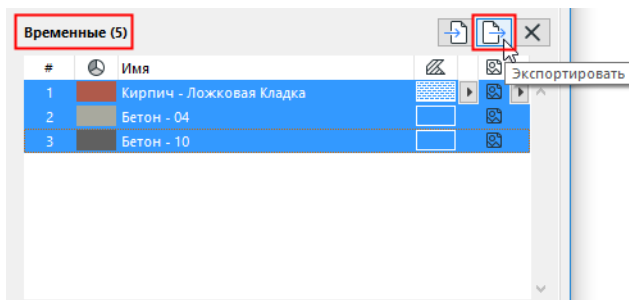 Временные (5)
# Имя
Экспортировать
1 Кирпич - Ложковая Кладка
2 Бетон - 04
3 Бетон - 10